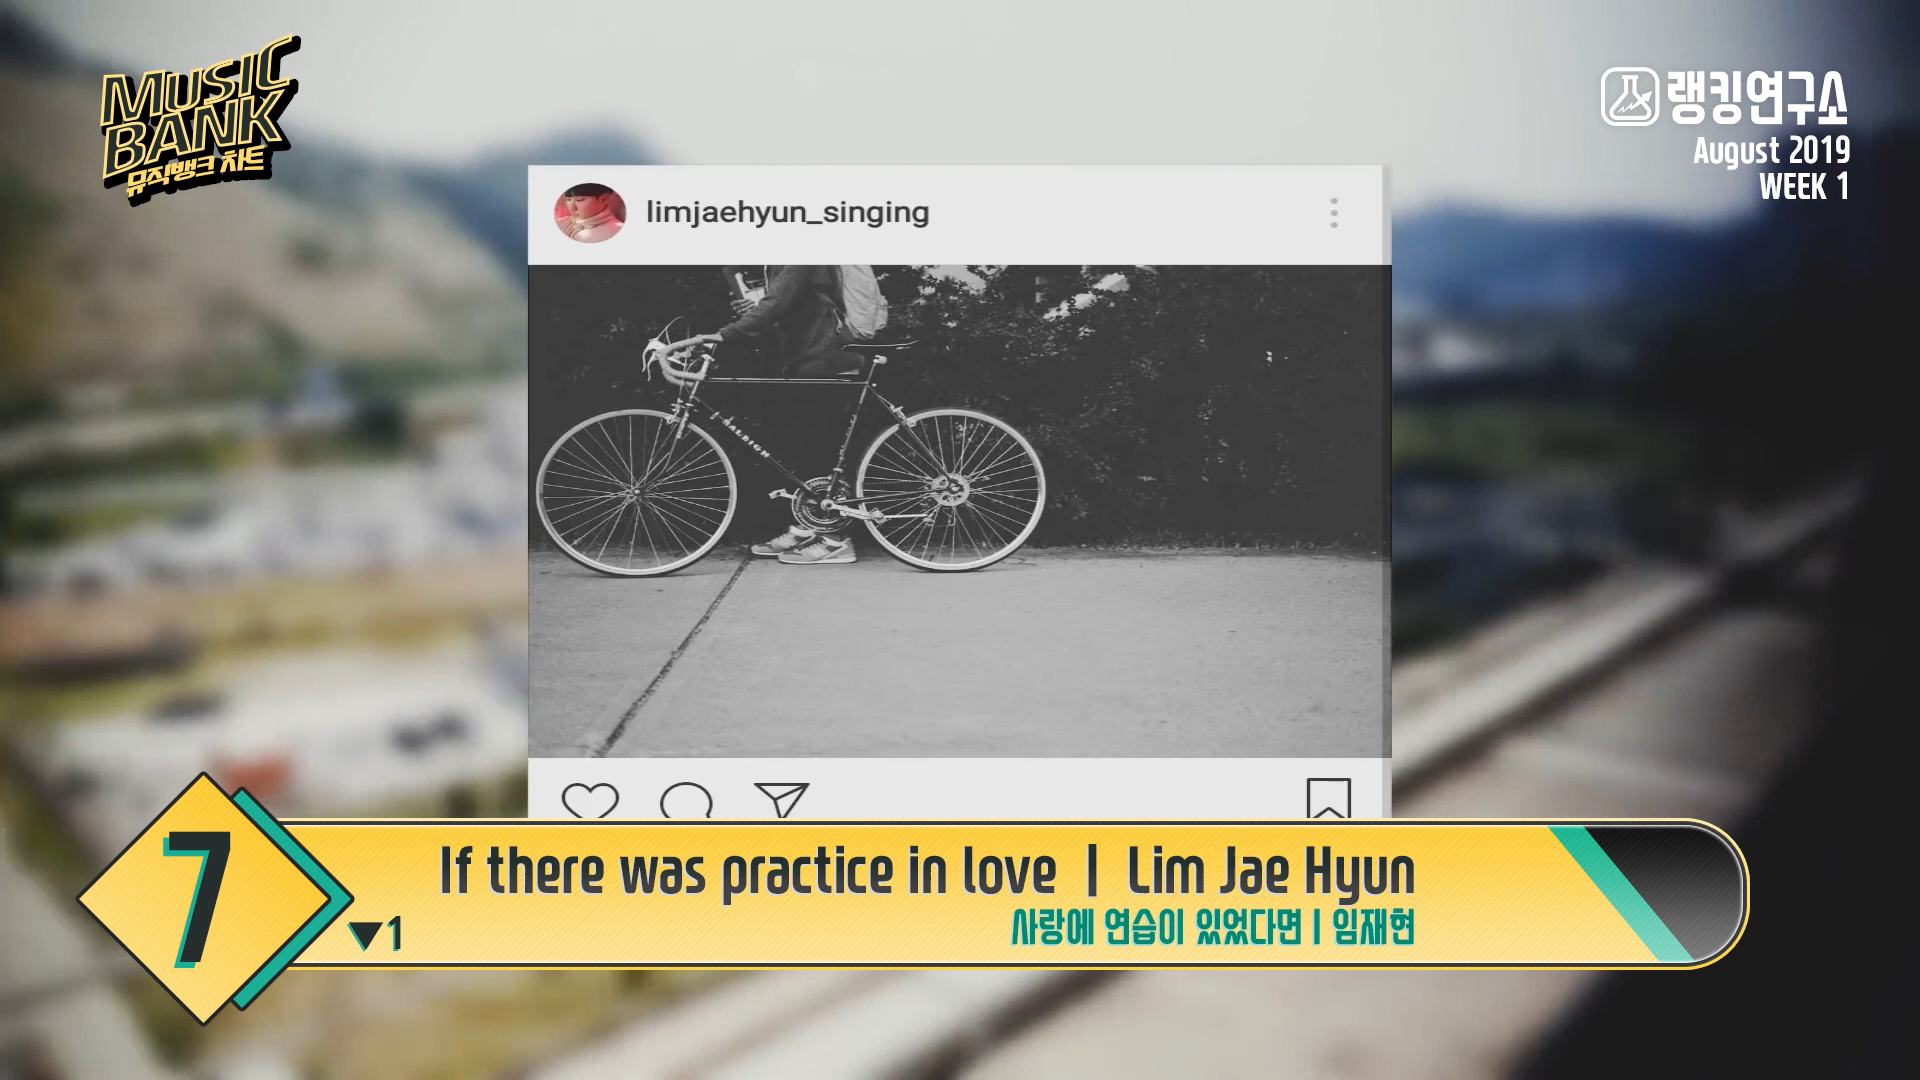 MUSIC
BANK
뮤직뱅크 차트
랭킹연구소
August 2019
WEEK 1
limjaehyun_singing
RALEIGH
7
▼1
If there was practice in love | Lim Jae Hyun
사랑에 연습이 있었다면 | 임재현